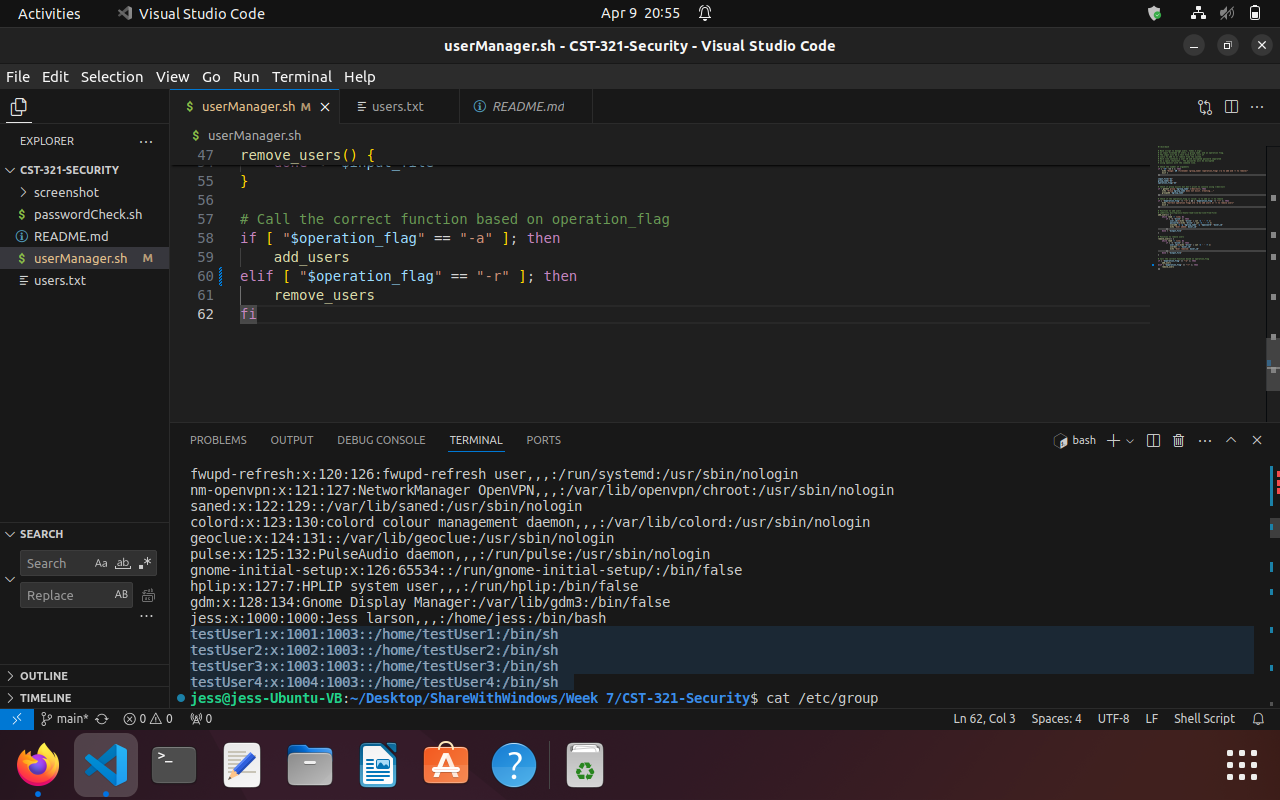 Activities
Visual Studio Code
Apr 9 20:55
userManager.sh - CST-321-Security - Visual Studio Code
File Edit Selection View Go Run Terminal Help
userManager.sh M
users.txt
README.md
EXPLORER
CST-321-SECURITY
screenshot
$ passwordCheck.sh
README.md
$ userManager.sh M
users.txt
SEARCH
Search Aa ab
Replace AB
OUTLINE
TIMELINE
$ userManager.sh
47 remove_users() {
55 }
56
57 # Call the correct function based on operation_flag
58 if [ "$operation_flag" == "-a" ]; then
59 add_users
60 elif [ "$operation_flag" == "-r" ]; then
61 remove_users
62 fi
PROBLEMS OUTPUT DEBUG CONSOLE TERMINAL PORTS
bash
fwupd-refresh:x:120:126:fwupd-refresh user,,,:/run/systemd:/usr/sbin/nologin
nm-openvpn:x:121:127:NetworkManager OpenVPN,,,:/var/lib/openvpn/chroot:/usr/sbin/nologin
saned:x:122:129::/var/lib/saned:/usr/sbin/nologin
colord:x:123:130:colord colour management daemon,,,:/var/lib/colord:/usr/sbin/nologin
geoclue:x:124:131::/var/lib/geoclue:/usr/sbin/nologin
pulse:x:125:132:PulseAudio daemon,,,:/run/pulse:/usr/sbin/nologin
gnome-initial-setup:x:126:65534::/run/gnome-initial-setup/:/bin/false
hplip:x:127:7:HPLIP system user,,,:/run/hplip:/bin/false
gdm:x:128:134:Gnome Display Manager:/var/lib/gdm3:/bin/false
jess:x:1000:1000:Jess larson,,,:/home/jess:/bin/bash
testUser1:x:1001:1003::/home/testUser1:/bin/sh
testUser2:x:1002:1003::/home/testUser2:/bin/sh
testUser3:x:1003:1003::/home/testUser3:/bin/sh
testUser4:x:1004:1003::/home/testUser4:/bin/sh
jess@jess-Ubuntu-VB:~/Desktop/ShareWithWindows/Week 7/CST-321-Security$ cat /etc/group
main* 0 0 0
Ln 62, Col 3 Spaces: 4 UTF-8 LF Shell Script